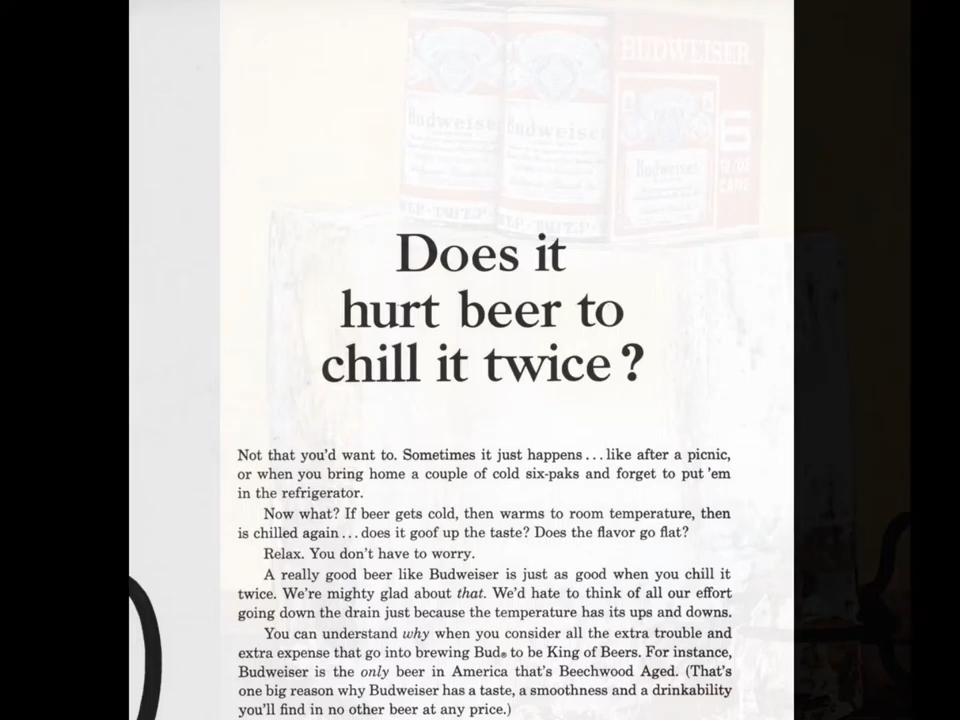 BUDWEISER
Budweiser
Budweiser
Budweiser
6
12 OZ.
CANS
Does it
hurt beer to
chill it twice?
Not that you'd want to. Sometimes it just happens...like after a picnic,
or when you bring home a couple of cold six-paks and forget to put 'em
in the refrigerator.
Now what? If beer gets cold, then warms to room temperature, then
is chilled again...does it goof up the taste? Does the flavor go flat?
Relax. You don't have to worry.
A really good beer like Budweiser is just as good when you chill it
twice. We're mighty glad about that. We'd hate to think of all our effort
going down the drain just because the temperature has its ups and downs.
You can understand why when you consider all the extra trouble and
extra expense that go into brewing Bud® to be King of Beers. For instance,
Budweiser is the only beer in America that's Beechwood Aged. (That's
one big reason why Budweiser has a taste, a smoothness and a drinkability
you'll find in no other beer at any price.)